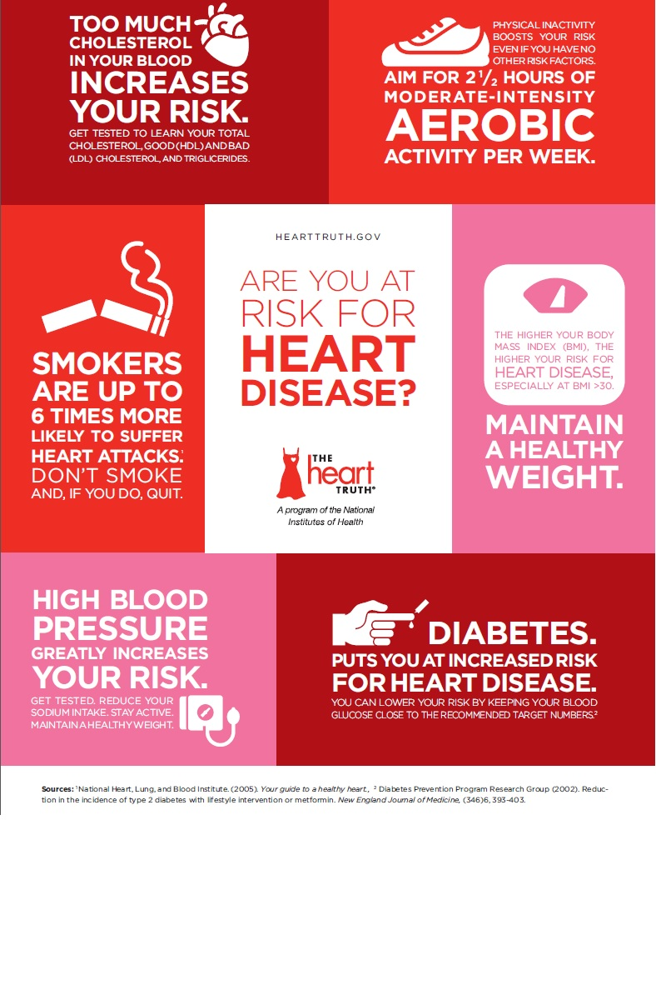 TOO MUCH
CHOLESTEROL
IN YOUR BLOOD
INCREASES
YOUR RISK.
GET TESTED TO LEARN YOUR TOTAL
CHOLESTEROL, GOOD (HDL) AND BAD
(LDL) CHOLESTEROL, AND TRIGLICERIDES.
PHYSICAL INACTIVITY
BOOSTS YOUR RISK
EVEN IF YOU HAVE NO
OTHER RISK FACTORS.
AIM FOR 2 1/2 HOURS OF
MODERATE-INTENSITY
AEROBIC
ACTIVITY PER WEEK.
SMOKERS
ARE UP TO
6 TIMES MORE
LIKELY TO SUFFER
HEART ATTACKS.¹
DON'T SMOKE
AND, IF YOU DO, QUIT.
HEARTTRUTH.GOV
ARE YOU AT
RISK FOR
HEART
DISEASE?
THE
heart
TRUTH®
A program of the National
Institutes of Health
THE HIGHER YOUR BODY
MASS INDEX (BMI), THE
HIGHER YOUR RISK FOR
HEART DISEASE,
ESPECIALLY AT BMI >30.
MAINTAIN
A HEALTHY
WEIGHT.
HIGH BLOOD
PRESSURE
GREATLY INCREASES
YOUR RISK.
GET TESTED. REDUCE YOUR
SODIUM INTAKE. STAY ACTIVE.
MAINTAIN A HEALTHY WEIGHT.
DIABETES.
PUTS YOU AT INCREASED RISK
FOR HEART DISEASE.
YOU CAN LOWER YOUR RISK BY KEEPING YOUR BLOOD
GLUCOSE CLOSE TO THE RECOMMENDED TARGET NUMBERS.²
Sources: ¹National Heart, Lung, and Blood Institute. (2005). Your guide to a healthy heart., ² Diabetes Prevention Program Research Group (2002). Reduc-
tion in the incidence of type 2 diabetes with lifestyle intervention or metformin. New England Journal of Medicine, (346)6, 393-403.